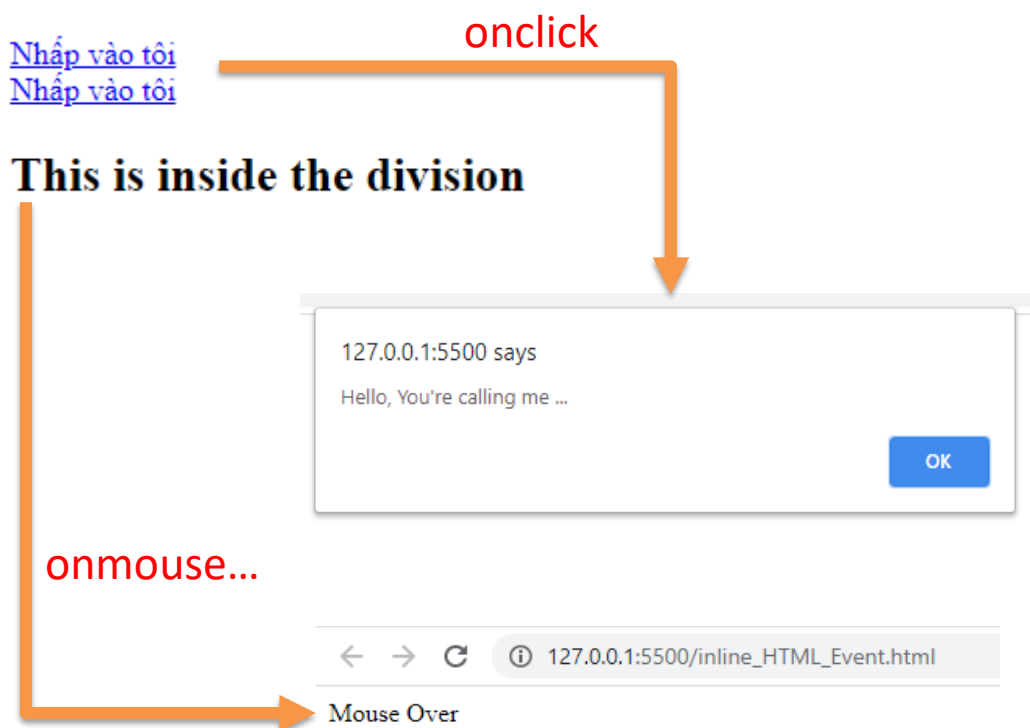 onclick
Nhấp vào tôi
Nhấp vào tôi
This is inside the division
127.0.0.1:5500 says
Hello, You're calling me ...
OK
onmouse...
127.0.0.1:5500/inline_HTML_Event.html
Mouse Over